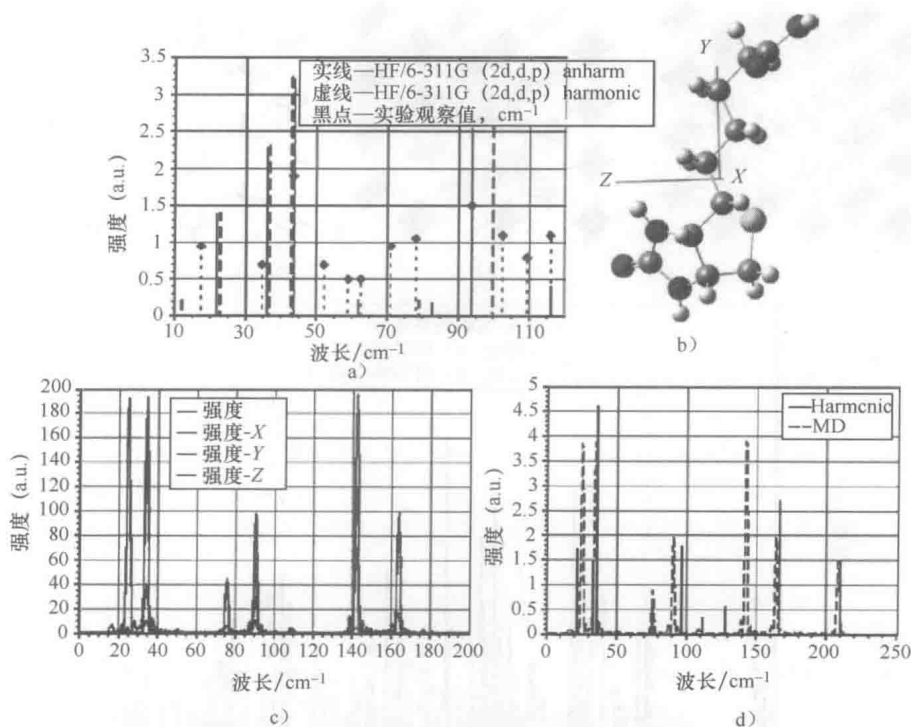 3.5
3
2.5
2
1.5
1
0.5
0
强度 (a.u.)
实线—HF/6-311G (2d,d,p) anharm
虚线—HF/6-311G (2d,d,p) harmonic
黑点—实验观察值, cm⁻¹
10 30 50 70 90 110
波长/cm⁻¹
a)
Y
Z
X
b)
200
180
160
140
120
100
80
60
40
20
0
强度 (a.u.)
强度
强度-X
强度-Y
强度-Z
0 20 40 60 80 100 120 140 160 180 200
波长/cm⁻¹
c)
5
4.5
4
3.5
3
2.5
2
1.5
1
0.5
0
强度 (a.u.)
Harmcnic
MD
0 50 100 150 200 250
波长/cm⁻¹
d)